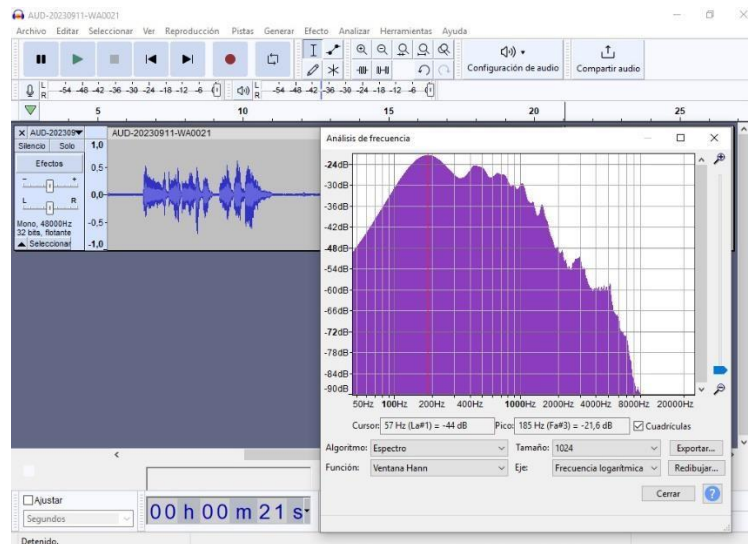 AUD-20230911-WA0021
Archivo Editar Seleccionar Ver Reproducción Pistas Generar Efecto Analizar Herramientas Ayuda
Configuración de audio
Compartir audio
L
R
-54 -48 -42 -36 -30 -24 -18 -12 -6 0
L
R
-54 -48 -42 -36 -30 -24 -18 -12 -6 0
5 10 15 20 25
AUD-202309
AUD-20230911-WA0021
Silencio Solo
Efectos
- +
L R
Mono, 48000Hz
32 bits, flotante
Seleccionar
1,0
0,5
0,0
-0,5
-1,0
Análisis de frecuencia
-24dB
-30dB
-36dB
-42dB
-48dB
-54dB
-60dB
-66dB
-72dB
-78dB
-84dB
-90dB
50Hz 100Hz 200Hz 400Hz 1000Hz 2000Hz 4000Hz 8000Hz 20000Hz
Cursor: 57 Hz (La#1) = -44 dB Pico: 185 Hz (Fa#3) = -21,6 dB Cuadrículas
Algoritmo: Espectro Tamaño: 1024 Exportar...
Función: Ventana Hann Eje: Frecuencia logarítmica Redibujar...
Cerrar ?
Ajustar
Segundos
00 h 00 m 21 s
Detenido.